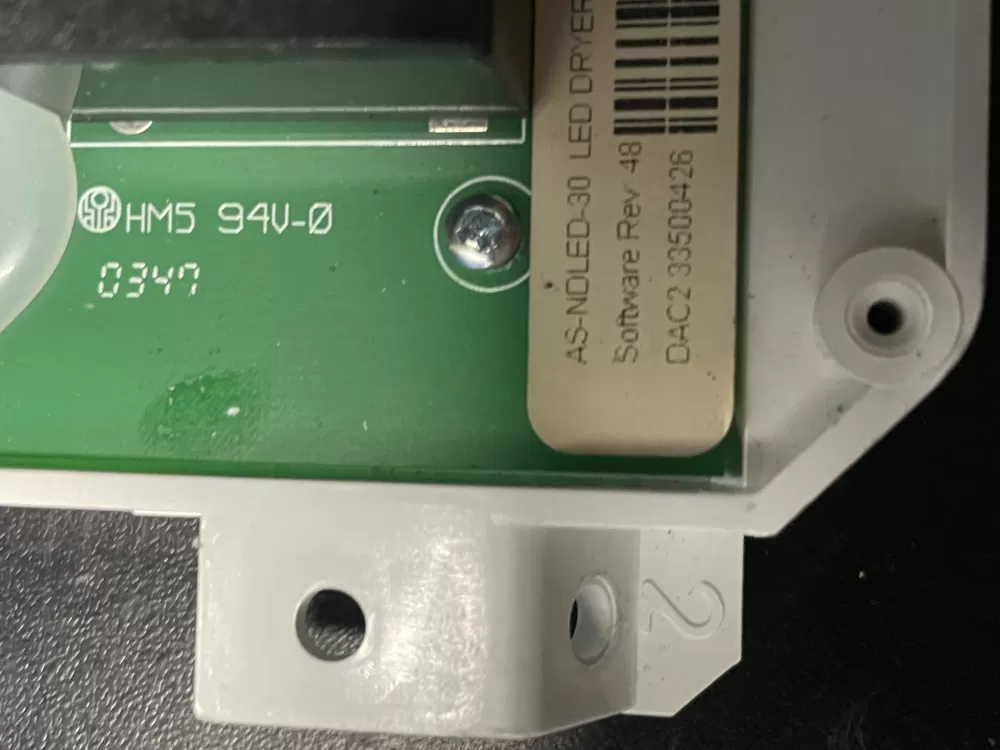 HM5 94V-0
0347
AS-NDLED-30 LED DRYER
Software Rev 48
DAC2 33500426
2